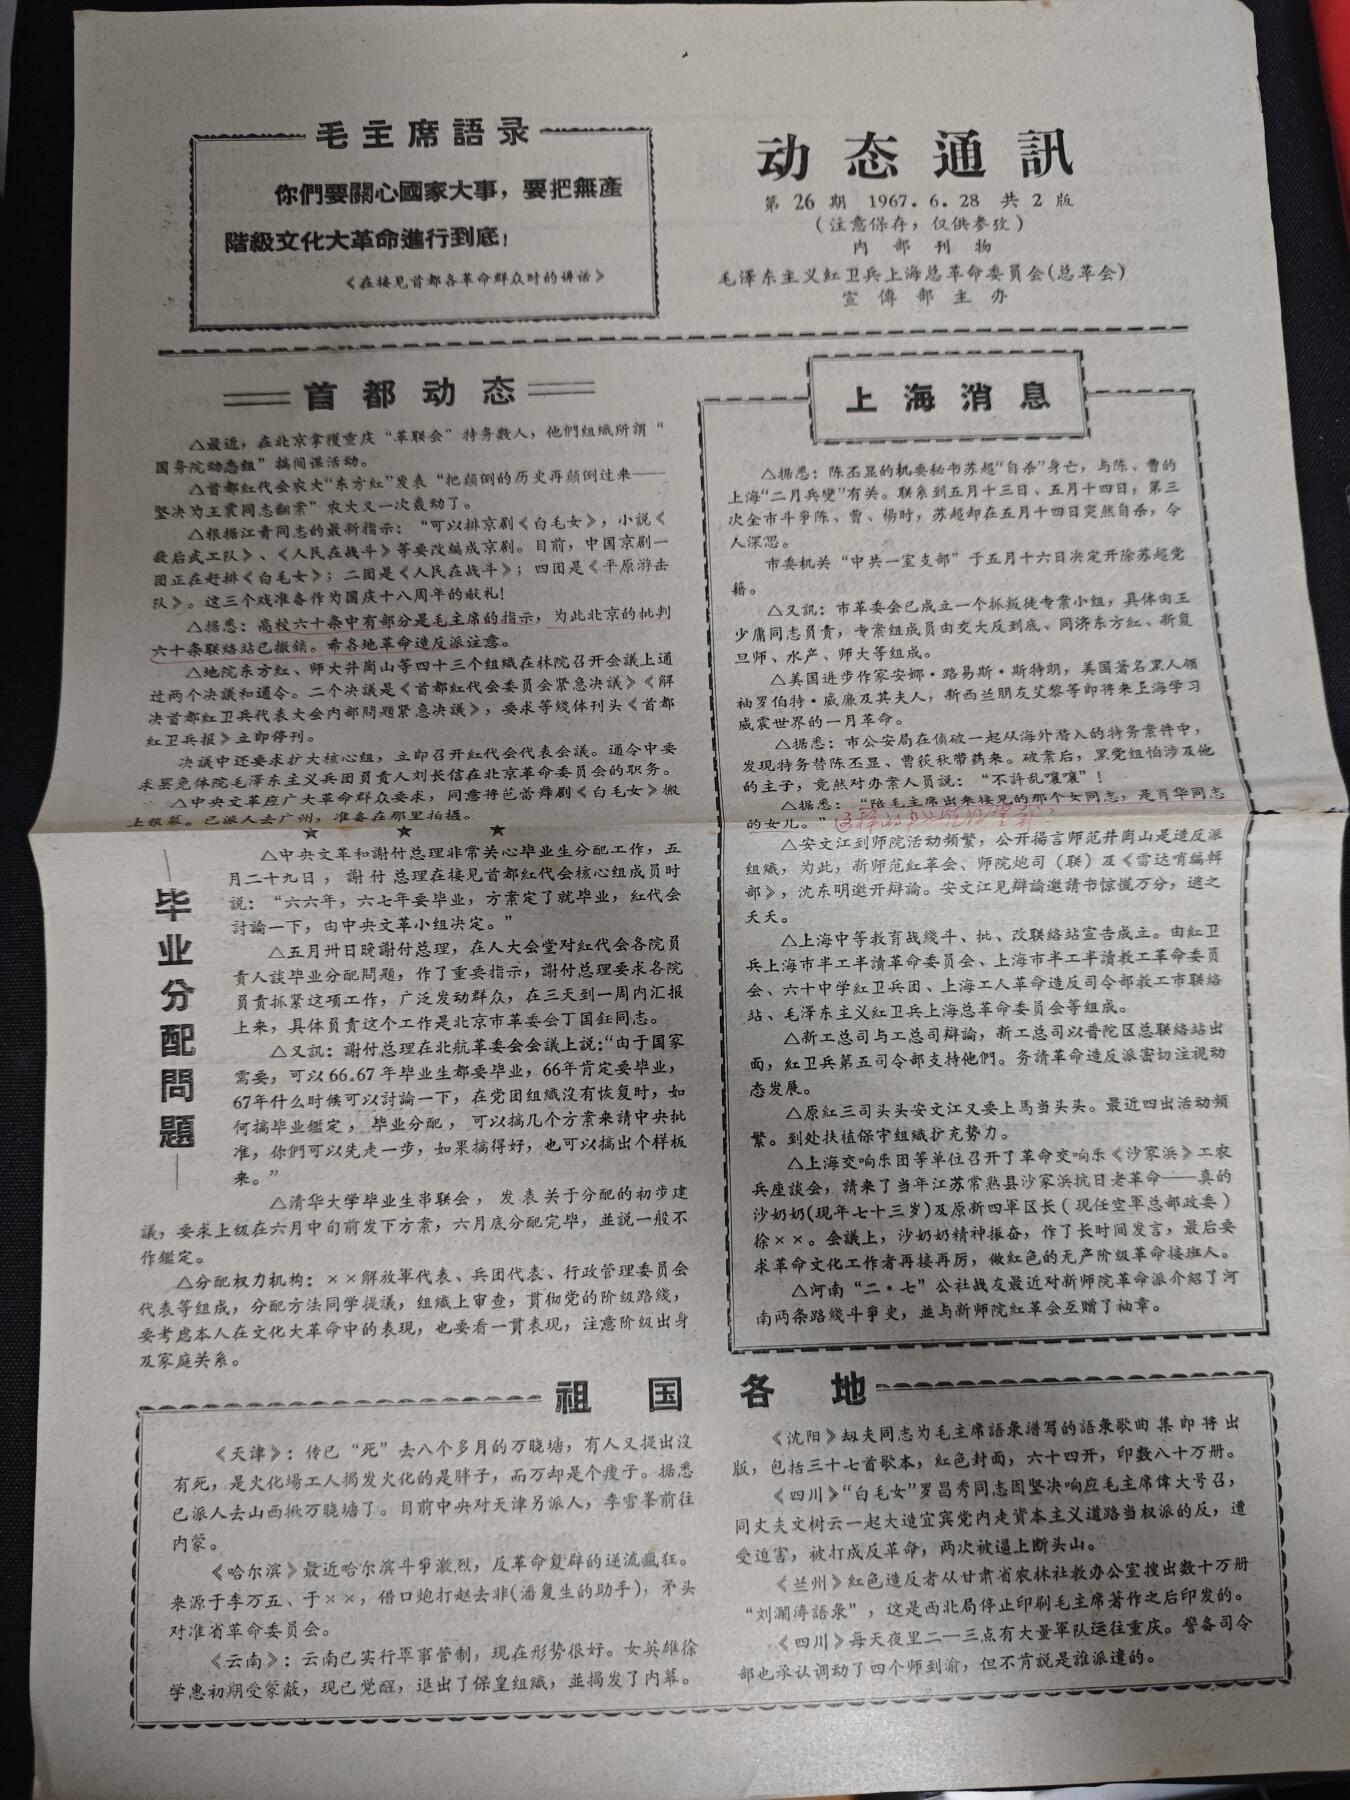 毛主席語录
你們要關心國家大事，要把無產
階級文化大革命進行到底！
《在接见首都各革命群众时的讲话》
动态通訊
第26期 1967.6.28 共2版
（注意保存，仅供参攷）
内部刊物
毛澤东主义紅卫兵上海总革命委員会（总革会）
宣傳部主办
首都动态
△最近，在北京拿獲重庆“革联会”特务数人，他們組織所謂“
国务院动态組”搞间谍活动。
△首都紅代会农大“东方紅”发表“把顛倒的历史再顛倒过来——
坚决为王震同志翻案”农大又一次轰动了。
△根据江青同志的最新指示：“可以排京剧《白毛女》，小説《
敌后武工队》、《人民在战斗》等要改編成京剧。目前，中国京剧一
团正在赶排《白毛女》；二团是《人民在战斗》；四团是《平原游击
队》。这三个戏准备作为国庆十八周年的献礼！
△据悉：高校六十条中有部分是毛主席的指示，为此北京的批判
六十条联络站已撤銷。希各地革命造反派注意。
△地院东方紅、师大井崗山等四十三个組織在林院召开会議上通
过两个决議和通令。二个决議是《首都紅代会委員会紧急决議》《解
决首都紅卫兵代表大会内部問題紧急决議》，要求等綫体刊头《首都
紅卫兵报》立即停刊。
决議中还要求扩大核心組，立即召开紅代会代表会議。通令中要
求罢免体院毛澤东主义兵团員責人刘长信在北京革命委員会的职务。
△中央文革应广大革命群众要求，同意将芭蕾舞剧《白毛女》搬
上銀幕。已派人去广州，准备在那里拍摄。
毕业分配問題
△中央文革和謝付总理非常关心毕业生分配工作，五
月二十九日，謝付总理在接见首都紅代会核心組成員时
説：“六六年，六七年要毕业，方案定了就毕业，紅代会
討論一下，由中央文革小組决定。”
△五月卅日晚謝付总理，在人大会堂对紅代会各院員
責人談毕业分配問題，作了重要指示，謝付总理要求各院
員責抓紧这項工作，广泛发动群众，在三天到一周内汇报
上来，具体員責这个工作是北京市革委会丁国鈺同志。
△又訊：謝付总理在北航革委会会議上説：“由于国家
需要，可以66.67年毕业生都要毕业，66年肯定要毕业，
67年什么时候可以討論一下，在党团組織沒有恢复时，如
何搞毕业鑑定，毕业分配，可以搞几个方案来請中央批
准，你們可以先走一步，如果搞得好，也可以搞出个样板
来。”
△清华大学毕业生串联会，发表关于分配的初步建
議，要求上级在六月中旬前发下方案，六月底分配完毕，並説一般不
作鑑定。
△分配权力机构：××解放軍代表、兵团代表、行政管理委員会
代表等組成，分配方法同学提議，組織上审查，貫彻党的阶级路綫，
要考虑本人在文化大革命中的表现，也要看一貫表现，注意阶级出身
及家庭关系。
上海消息
△据悉：陈丕显的机要秘书苏超“自杀”身亡，与陈、曹的
上海“二月兵变”有关。联系到五月十三日、五月十四日，第三
次全市斗爭陈、曹、楊时，苏超却在五月十四日突然自杀，令
人深思。
市委机关“中共一室支部”于五月十六日决定开除苏超党
籍。
△又訊：市革委会已成立一个抓叛徒专案小組，具体由王
少庸同志員責，专案組成員由交大反到底、同济东方紅、新复
旦师、水产、师大等組成。
△美国进步作家安娜·路易斯·斯特朗，美国著名黑人領
袖罗伯特·威廉及其夫人，新西兰朋友艾黎等即将来上海学习
威震世界的一月革命。
△据悉：市公安局在侦破一起从海外潛入的特务案件中，
发现特务替陈丕显、曹荻秋带葯来。破案后，黑党組怕涉及他
的主子，竟然对办案人員説：“不許乱嚷嚷”！
△据悉：“陪毛主席出来接见的那个女同志，是肖华同志
的女儿。”
△安文江到师院活动頻繁，公开揚言师范井崗山是造反派
組織，为此，新师范紅革会、师院炮司（联）及《雷达哨編輯
部》，沈东明邀开辯論。安文江见辯論邀請书惊慌万分，逃之
夭夭。
△上海中等教育战綫斗、批、改联絡站宣告成立。由紅卫
兵上海市半工半讀革命委員会、上海市半工半讀教工革命委員
会、六十中学紅卫兵团、上海工人革命造反司令部教工市联絡
站、毛澤东主义紅卫兵上海总革命委員会等組成。
△新工总司与工总司辯論，新工总司以普陀区总联絡站出
面，紅卫兵第五司令部支持他們。务請革命造反派密切注視动
态发展。
△原紅三司头头安文江又要上馬当头头。最近四出活动頻
繁。到处扶植保守組織扩充势力。
△上海交响乐团等单位召开了革命交响乐《沙家浜》工农
兵座談会，請来了当年江苏常熟县沙家浜抗日老革命——真的
沙奶奶（現年七十三岁）及原新四軍区长（現任空軍总部政委）
徐××。会議上，沙奶奶精神振奋，作了长时间发言，最后要
求革命文化工作者再接再厉，做紅色的无产阶级革命接班人。
△河南“二·七”公社战友最近对新师院革命派介紹了河
南两条路綫斗爭史，並与新师院紅革会互贈了袖章。
祖国各地
《天津》：传已“死”去八个多月的万晓塘，有人又提出沒
有死，是火化場工人揭发火化的是胖子，而万却是个瘦子。据悉
已派人去山西揪万晓塘了。目前中央对天津另派人，李雪峯前往
内蒙。
《哈尔滨》最近哈尔滨斗爭激烈，反革命复辟的逆流瘋狂。
来源于李万五、于××，借口炮打赵去非（潘复生的助手），矛头
对准省革命委員会。
《云南》：云南已实行軍事管制，現在形势很好。女英雄徐
学惠初期受蒙蔽，現已觉醒，退出了保皇組織，並揭发了内幕。
《沈阳》劫夫同志为毛主席語彔譜写的語彔歌曲集即将出
版，包括三十七首歌本，紅色封面，六十四开，印数八十万册。
《四川》“白毛女”罗昌秀同志因坚决响应毛主席偉大号召，
同丈夫文树云一起大造宜宾党内走資本主义道路当权派的反，遭
受迫害，被打成反革命，两次被逼上断头山。
《兰州》紅色造反者从甘肃省农林社教办公室搜出数十万册
“刘瀾涛語彔”，这是西北局停止印刷毛主席著作之后印发的。
《四川》每天夜里二—三点有大量軍队运往重庆。警备司令
部也承认调动了四个师到渝，但不肯説是誰派遣的。